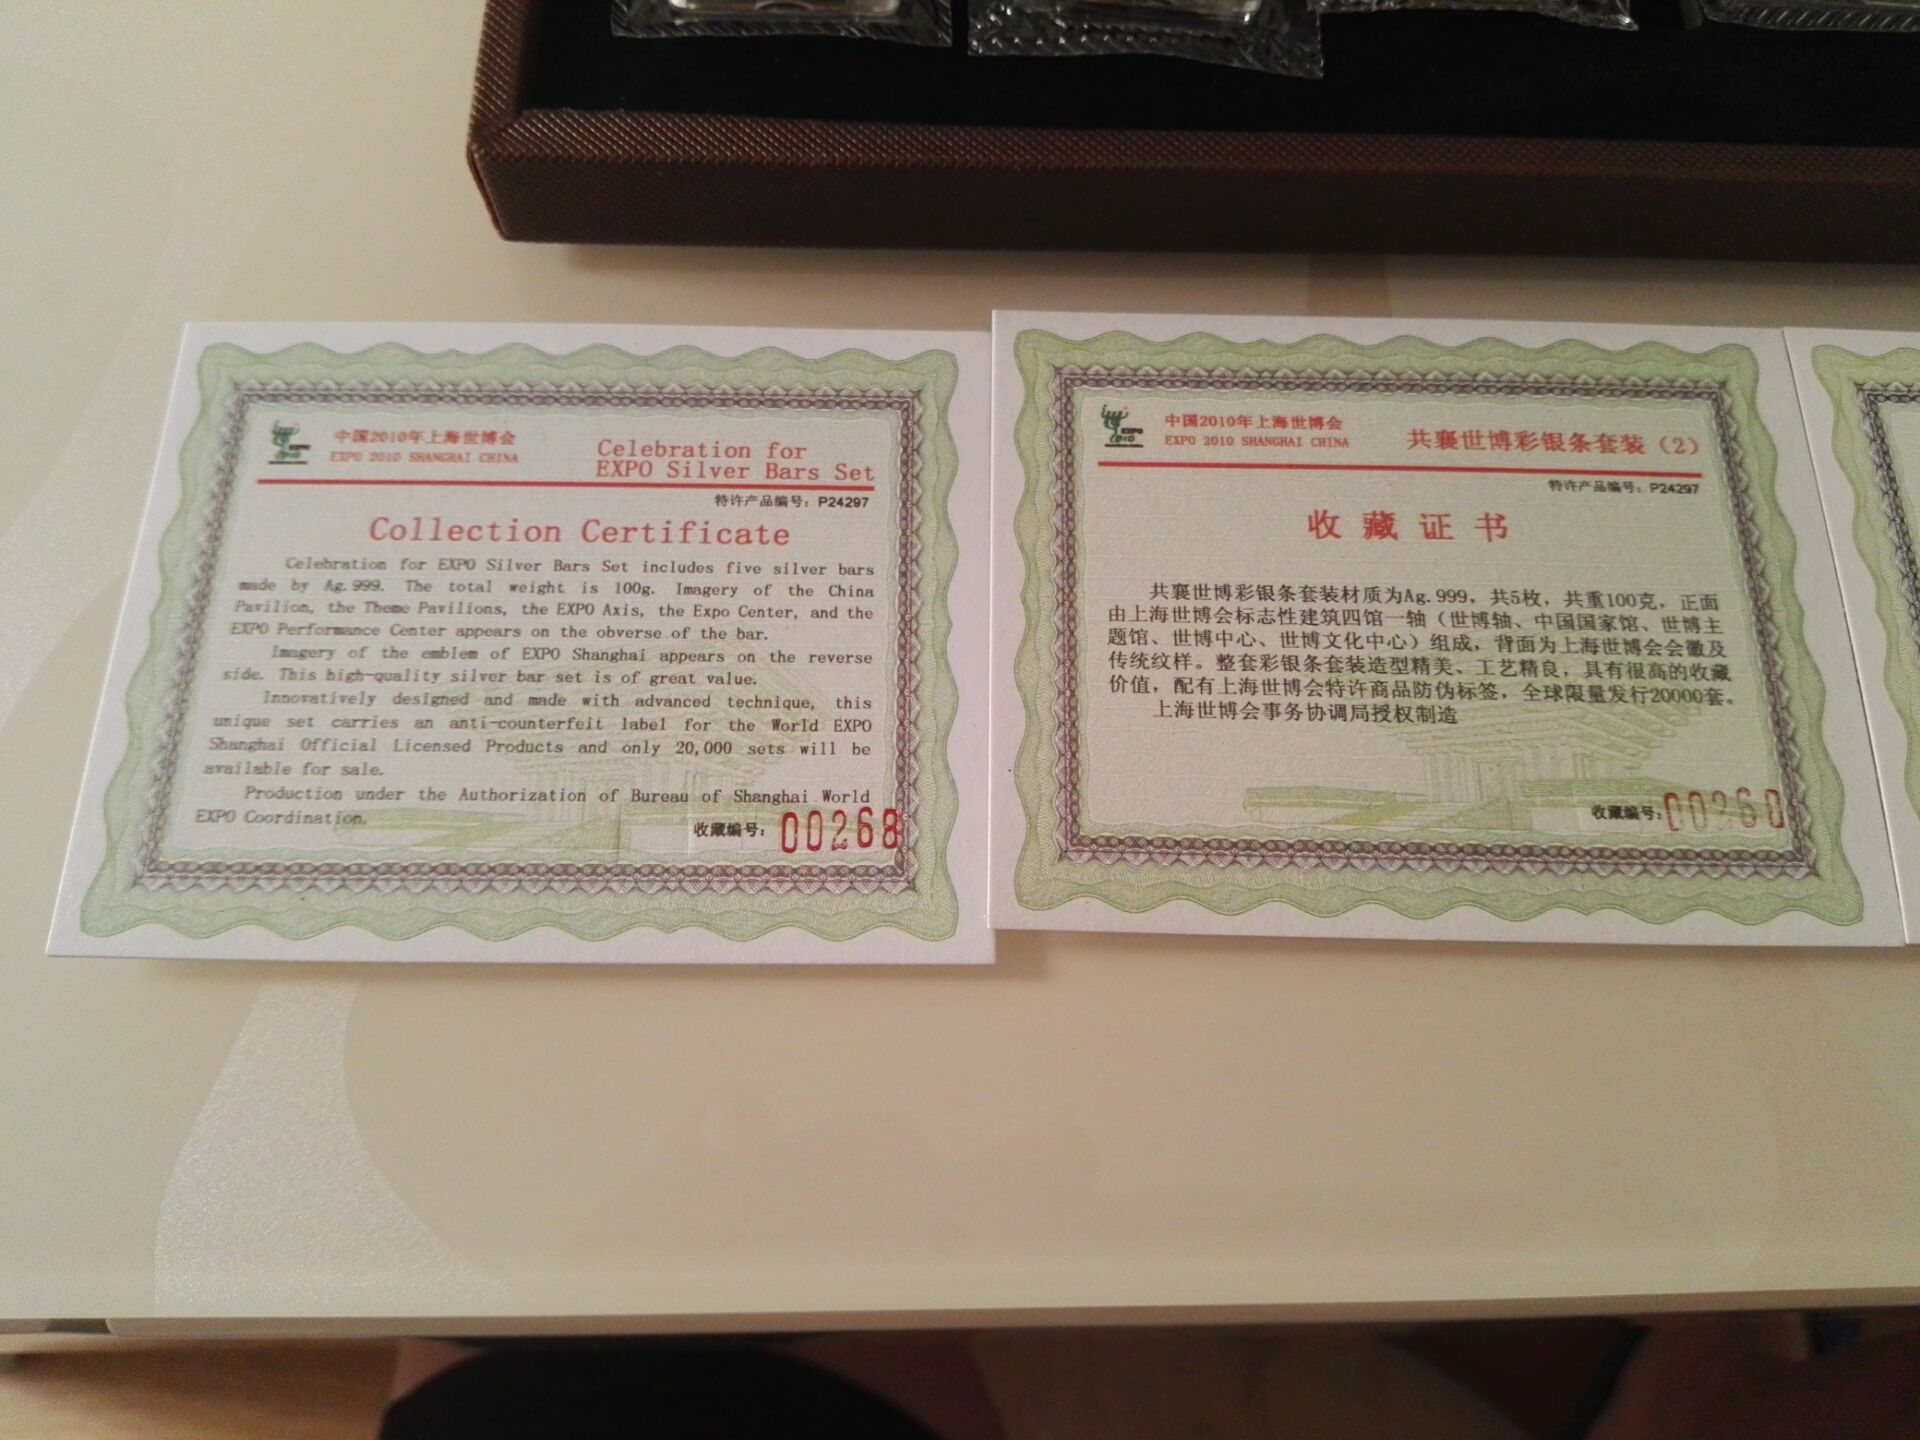 中国2010年上海世博会
EXPO 2010 SHANGHAI CHINA
Celebration for
EXPO Silver Bars Set
特许产品编号：P24297
Collection Certificate
Celebration for EXPO Silver Bars Set includes five silver bars
made by Ag.999. The total weight is 100g. Imagery of the China
Pavilion, the Theme Pavilions, the EXPO Axis, the Expo Center, and the
EXPO Performance Center appears on the obverse of the bar.
Imagery of the emblem of EXPO Shanghai appears on the reverse
side. This high-quality silver bar set is of great value.
Innovatively designed and made with advanced technique, this
unique set carries an anti-counterfeit label for the World EXPO
Shanghai Official Licensed Products and only 20,000 sets will be
available for sale.
Production under the Authorization of Bureau of Shanghai World
EXPO Coordination.
收藏编号：00268
EXPO
2010
中国2010年上海世博会
EXPO 2010 SHANGHAI CHINA
共襄世博彩银条套装（2）
特许产品编号：P24297
收藏证书
共襄世博彩银条套装材质为Ag.999，共5枚，共重100克，正面
由上海世博会标志性建筑四馆一轴（世博轴、中国国家馆、世博主
题馆、世博中心、世博文化中心）组成，背面为上海世博会会徽及
传统纹样。整套彩银条套装造型精美、工艺精良，具有很高的收藏
价值，配有上海世博会特许商品防伪标签，全球限量发行20000套。
上海世博会事务协调局授权制造
收藏编号：